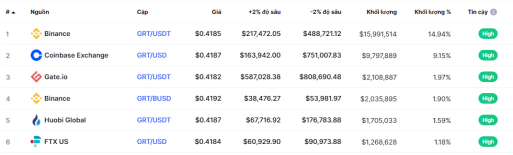 # ▲ Nguồn Cặp Giá +2% độ sâu -2% độ sâu Khối lượng Khối lượng % Tin cậy
1 Binance GRT/USDT $0.4185 $217,472.05 $488,721.12 $15,991,514 14.94% High
2 Coinbase Exchange GRT/USD $0.4187 $163,942.00 $751,007.83 $9,797,889 9.15% High
3 Gate.io GRT/USDT $0.4182 $587,028.38 $808,690.48 $2,108,887 1.97% High
4 Binance GRT/BUSD $0.4192 $38,476.27 $53,981.97 $2,035,895 1.90% High
5 Huobi Global GRT/USDT $0.4187 $67,716.92 $176,783.88 $1,705,033 1.59% High
6 FTX US GRT/USD $0.4184 $60,929.90 $90,973.88 $1,268,628 1.18% High